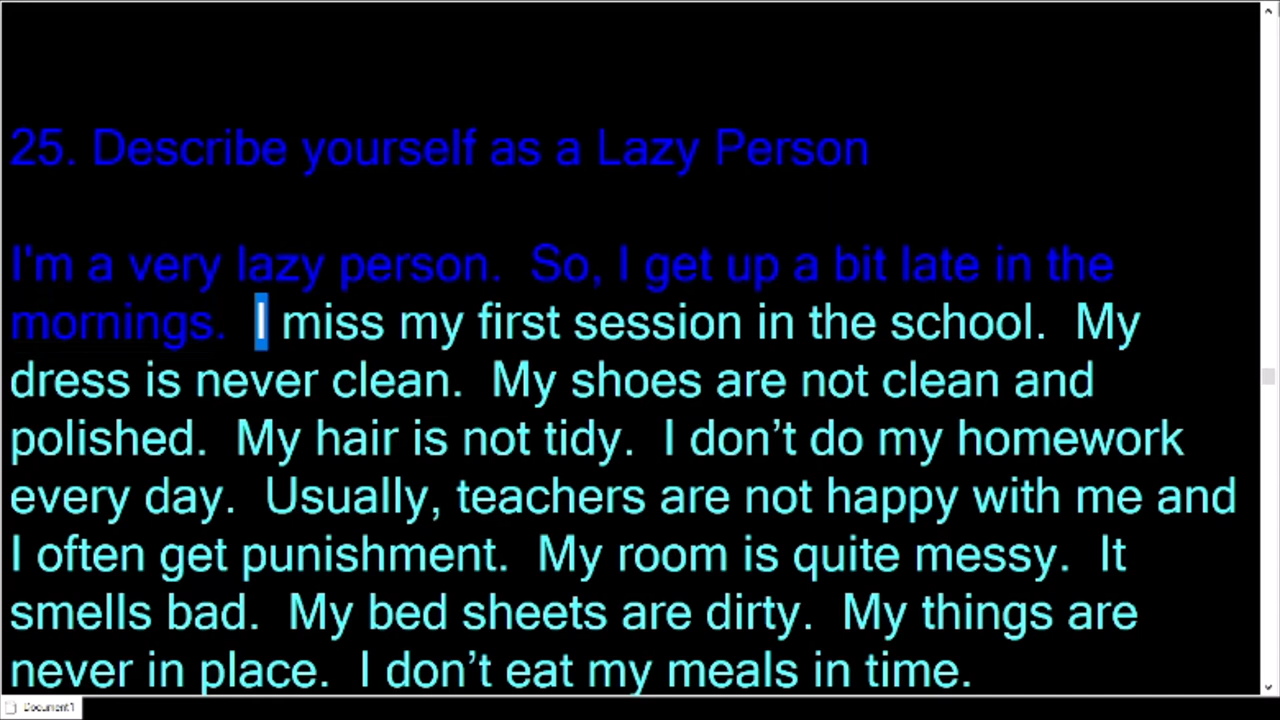 25. Describe yourself as a Lazy Person
I'm a very lazy person.  So, I get up a bit late in the
mornings.  I miss my first session in the school.  My
dress is never clean.  My shoes are not clean and
polished.  My hair is not tidy.  I don’t do my homework
every day.  Usually, teachers are not happy with me and
I often get punishment.  My room is quite messy.  It
smells bad.  My bed sheets are dirty.  My things are
never in place.  I don’t eat my meals in time.
Document1